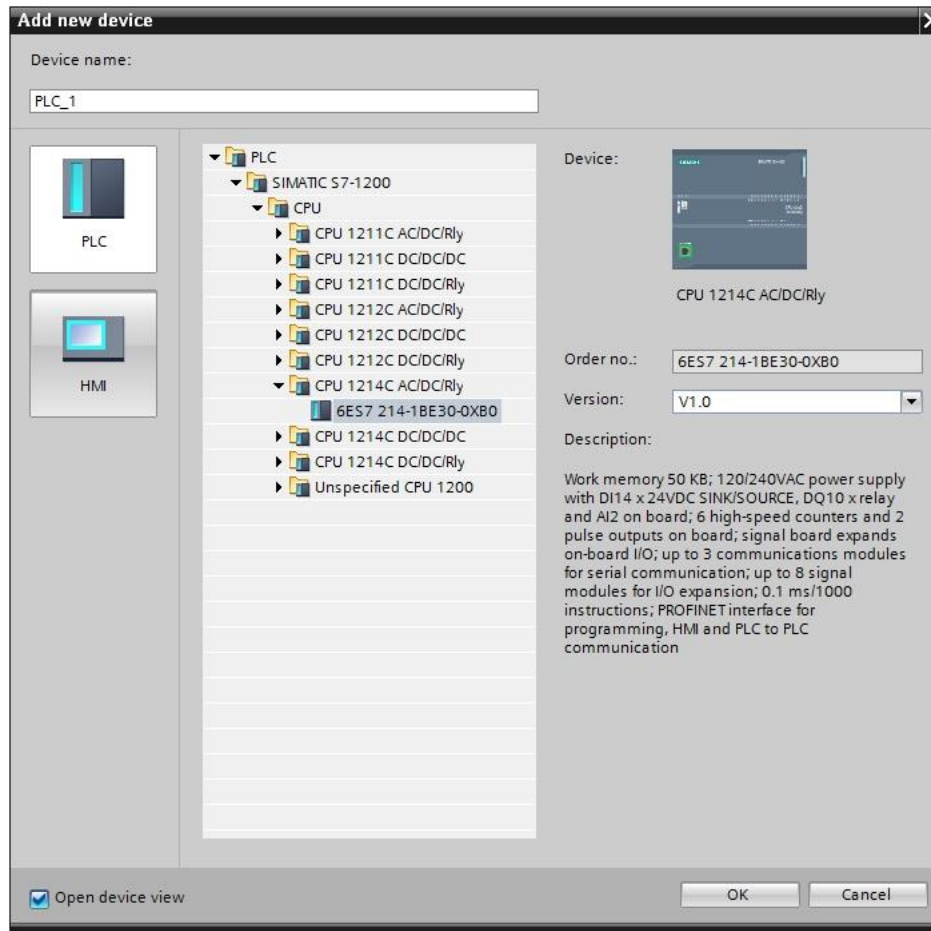 Add new device
Device name:
PLC_1
PLC
HMI
PLC
SIMATIC S7-1200
CPU
CPU 1211C AC/DC/Rly
CPU 1211C DC/DC/DC
CPU 1211C DC/DC/Rly
CPU 1212C AC/DC/Rly
CPU 1212C DC/DC/DC
CPU 1212C DC/DC/Rly
CPU 1214C AC/DC/Rly
6ES7 214-1BE30-0XB0
CPU 1214C DC/DC/DC
CPU 1214C DC/DC/Rly
Unspecified CPU 1200
Device:
SIEMENS
CPU 1214C AC/DC/Rly
Order no.:
6ES7 214-1BE30-0XB0
Version:
V1.0
Description:
Work memory 50 KB; 120/240VAC power supply
with DI14 x 24VDC SINK/SOURCE, DQ10 x relay
and AI2 on board; 6 high-speed counters and 2
pulse outputs on board; signal board expands
on-board I/O; up to 3 communications modules
for serial communication; up to 8 signal
modules for I/O expansion; 0.1 ms/1000
instructions; PROFINET interface for
programming, HMI and PLC to PLC
communication
Open device view
OK
Cancel